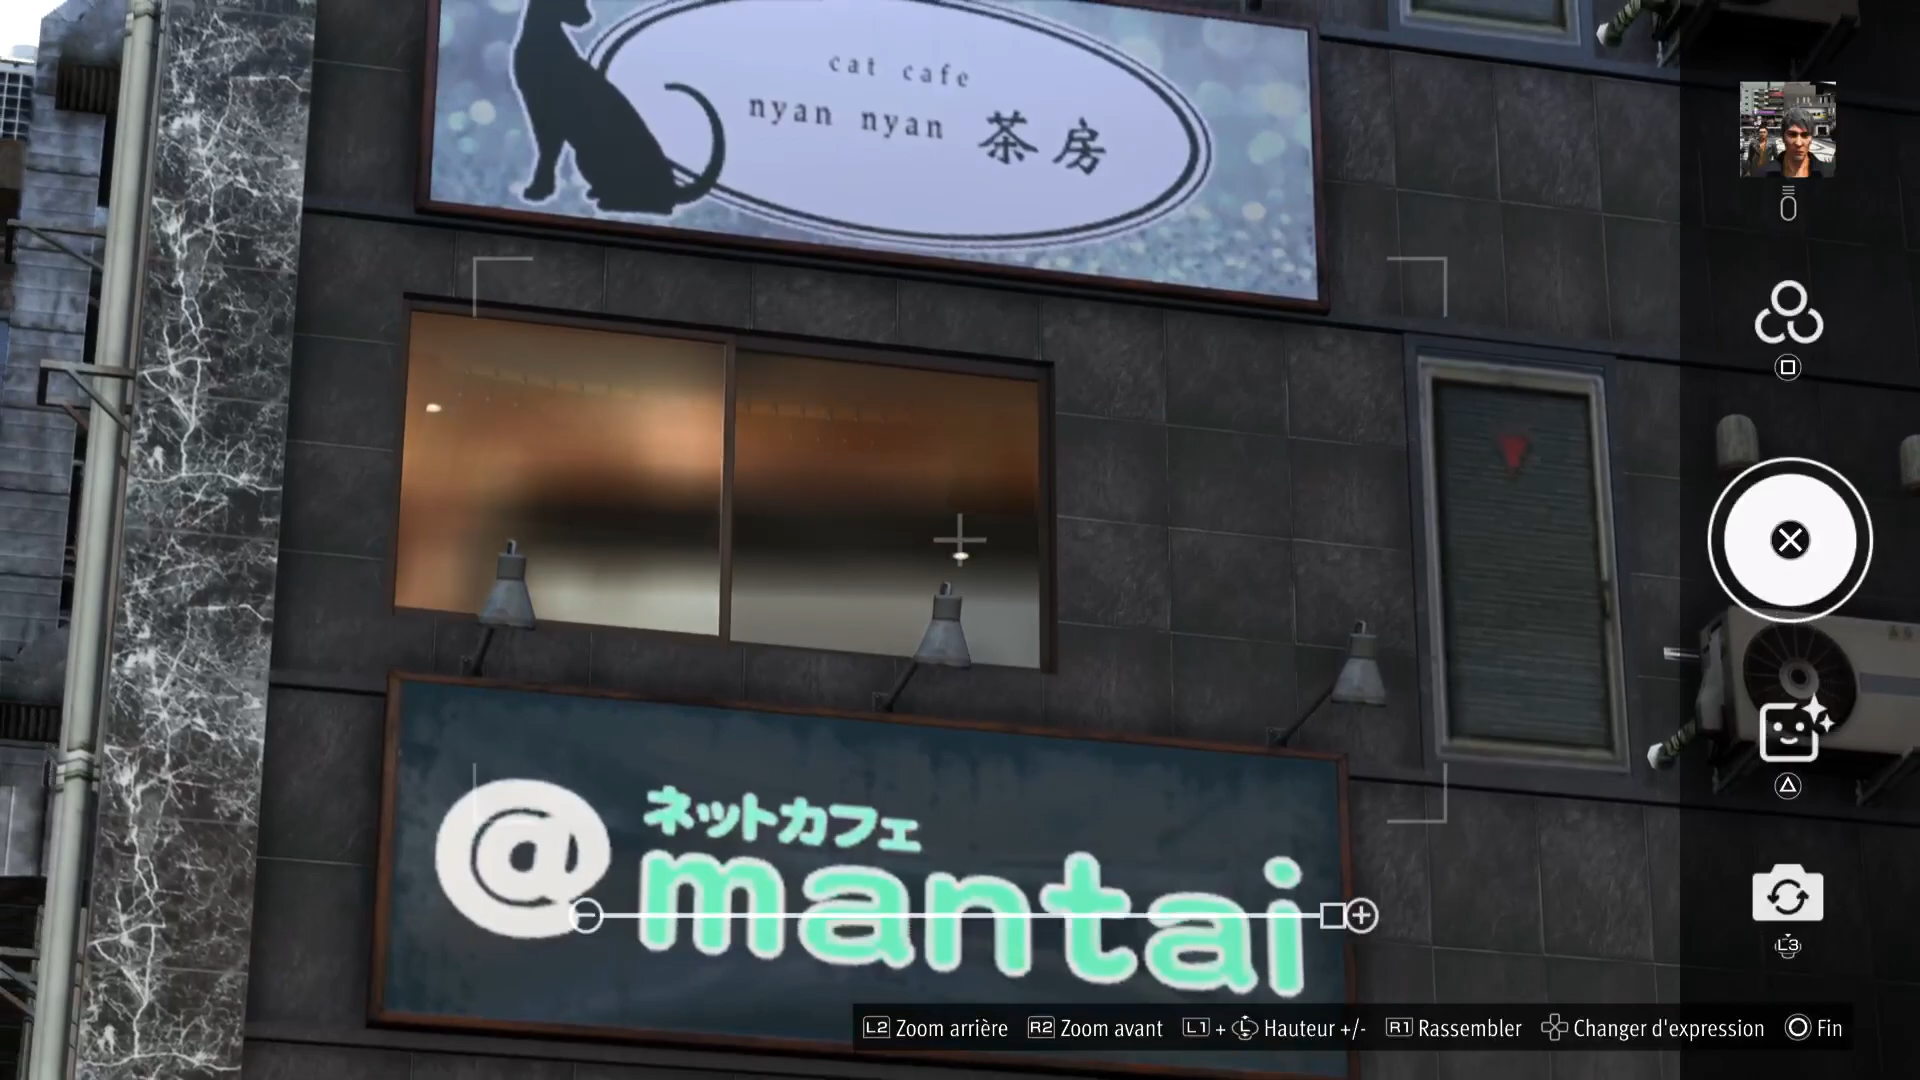 cat cafe
nyan nyan 茶房
@
ネットカフェ
mantai
L3
L2 Zoom arrière R2 Zoom avant L1 + L Hauteur +/- R1 Rassembler Changer d'expression Fin